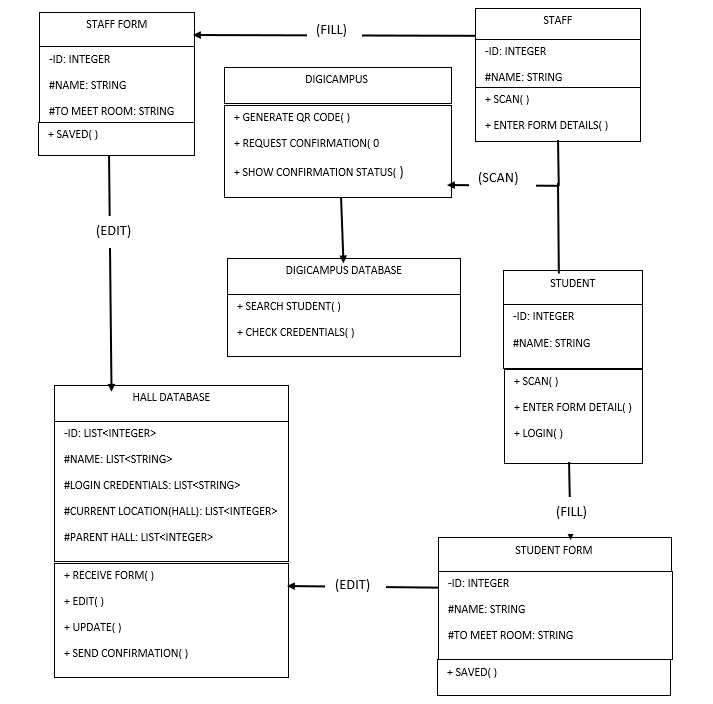 STAFF FORM
-ID: INTEGER
#NAME: STRING
#TO MEET ROOM: STRING
+ SAVED( )
(FILL)
STAFF
-ID: INTEGER
#NAME: STRING
+ SCAN( )
+ ENTER FORM DETAILS( )
DIGICAMPUS
+ GENERATE QR CODE( )
+ REQUEST CONFIRMATION( 0
+ SHOW CONFIRMATION STATUS( )
(SCAN)
(EDIT)
DIGICAMPUS DATABASE
+ SEARCH STUDENT( )
+ CHECK CREDENTIALS( )
STUDENT
-ID: INTEGER
#NAME: STRING
+ SCAN( )
+ ENTER FORM DETAIL( )
+ LOGIN( )
HALL DATABASE
-ID: LIST<INTEGER>
#NAME: LIST<STRING>
#LOGIN CREDENTIALS: LIST<STRING>
#CURRENT LOCATION(HALL): LIST<INTEGER>
#PARENT HALL: LIST<INTEGER>
+ RECEIVE FORM( )
+ EDIT( )
+ UPDATE( )
+ SEND CONFIRMATION( )
(FILL)
(EDIT)
STUDENT FORM
-ID: INTEGER
#NAME: STRING
#TO MEET ROOM: STRING
+ SAVED( )